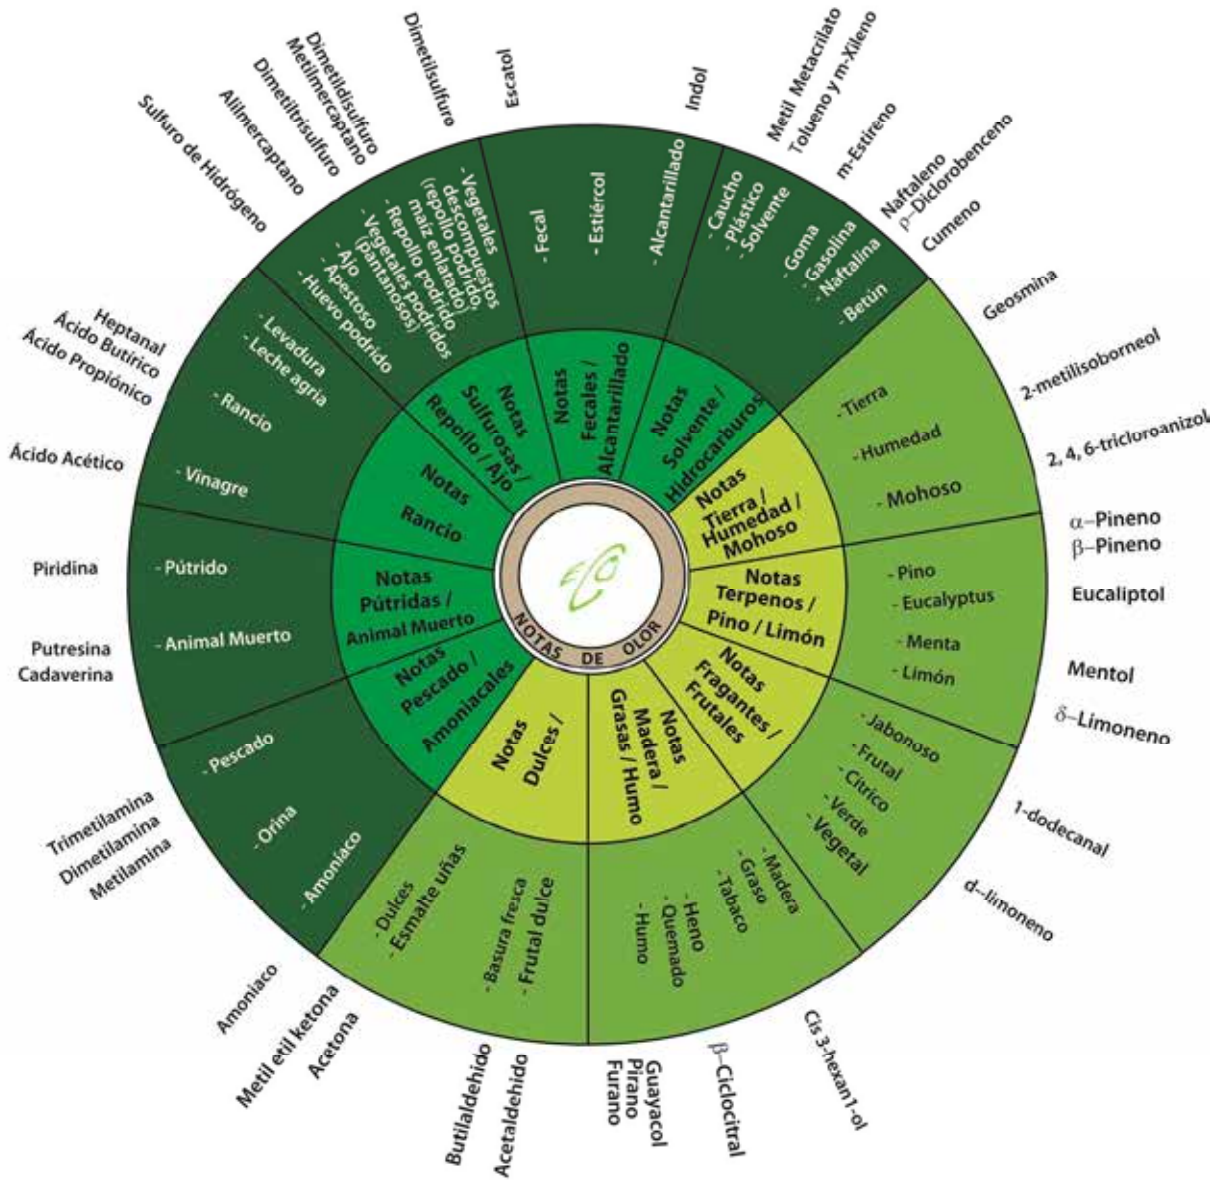 NOTAS DE OLOR
ECO
Notas
Fecales /
Alcantarillado
- Fecal
- Estiércol
- Alcantarillado
Escatol
Indol
Notas
Solvente /
Hidrocarburos
- Caucho
- Plástico
- Solvente
- Goma
- Gasolina
- Naftalina
- Betún
Metil Metacrilato
Tolueno y m-Xileno
m-Estireno
Naftaleno
ρ-Diclorobenceno
Cumeno
Notas
Tierra /
Humedad /
Mohoso
- Tierra
- Humedad
- Mohoso
Geosmina
2-metilisoborneol
2, 4, 6-tricloroanizol
Notas
Terpenos /
Pino / Limón
- Pino
- Eucalyptus
- Menta
- Limón
α-Pineno
β-Pineno
Eucaliptol
Mentol
δ-Limoneno
Notas
Fragantes /
Frutales
- Jabonoso
- Frutal
- Cítrico
- Verde
- Vegetal
1-dodecanal
d--limoneno
Notas
Madera /
Grasas / Humo
- Madera
- Graso
- Tabaco
- Heno
- Quemado
- Humo
Cis 3-hexan1-ol
β-Ciclocitral
Guayacol
Pirano
Furano
Notas
Dulces /
- Dulces
- Esmalte uñas
- Basura fresca
- Frutal dulce
Acetaldehido
Butilaldehido
Acetona
Metil etil ketona
Notas
Pescado /
Amoniacales
- Pescado
- Orina
- Amoníaco
Amoníaco
Trimetilamina
Dimetilamina
Metilamina
Notas
Pútridas /
Animal Muerto
- Pútrido
- Animal Muerto
Piridina
Putresina
Cadaverina
Notas
Rancio
- Levadura
- Leche agria
- Rancio
- Vinagre
Heptanal
Ácido Butírico
Ácido Propiónico
Ácido Acético
Notas
Sulfurosas /
Repollo / Ajo
- Vegetales
descompuestos
(repollo podrido,
maíz enlatado)
- Repollo podrido
- Vegetales podridos
(pantanosos)
- Ajo
- Apestoso
- Huevo podrido
Sulfuro de Hidrógeno
Alilmercaptano
Dimetiltrisulfuro
Metilmercaptano
Dimetildisulfuro
Dimetilsulfuro